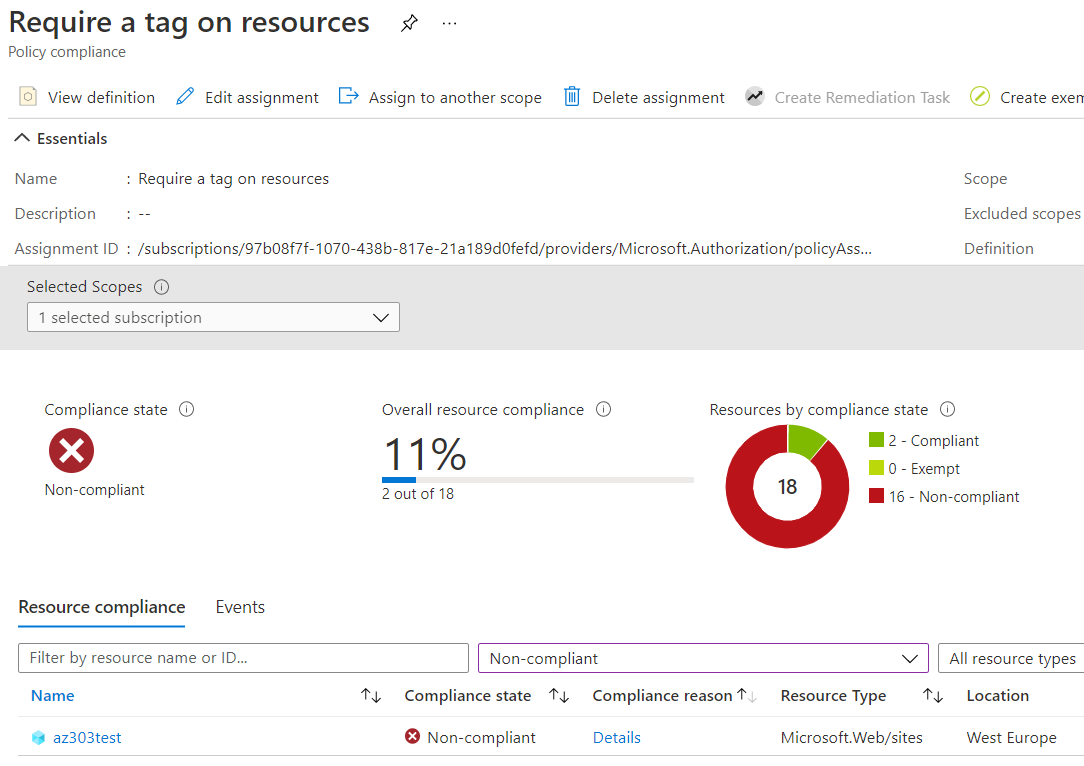 Require a tag on resources ...
Policy compliance
View definition Edit assignment Assign to another scope Delete assignment Create Remediation Task Create exem
Essentials
Name : Require a tag on resources Scope
Description : -- Excluded scopes
Assignment ID : /subscriptions/97b08f7f-1070-438b-817e-21a189d0fefd/providers/Microsoft.Authorization/policyAss... Definition
Selected Scopes
1 selected subscription
Compliance state Overall resource compliance Resources by compliance state
11% 18 2 - Compliant
0 - Exempt
Non-compliant 2 out of 18 16 - Non-compliant
Resource compliance Events
Filter by resource name or ID... Non-compliant All resource types
Name Compliance state Compliance reason Resource Type Location
az303test Non-compliant Details Microsoft.Web/sites West Europe